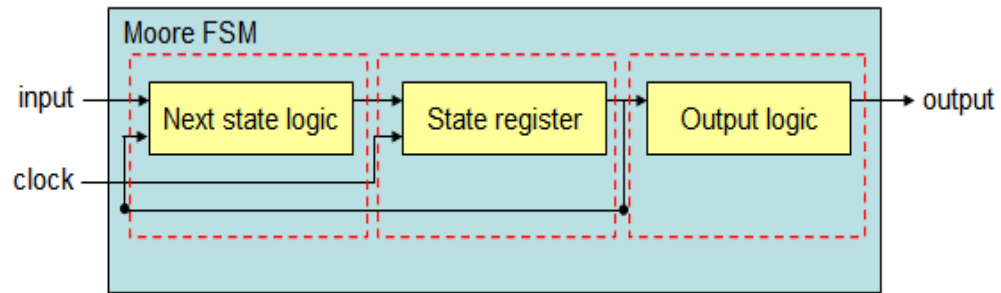 Moore FSM
input
Next state logic
State register
Output logic
output
clock